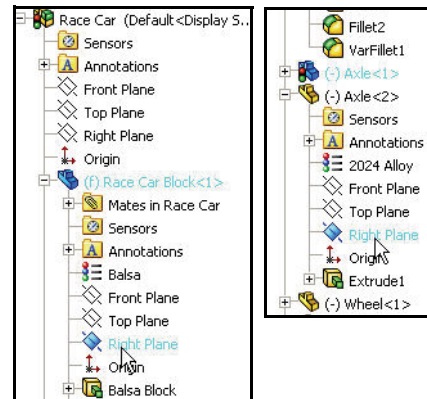 Race Car (Default<Display S..
Sensors
Annotations
Front Plane
Top Plane
Right Plane
Origin
(f) Race Car Block<1>
Mates in Race Car
Sensors
Annotations
Balsa
Front Plane
Top Plane
Right Plane
Origin
Balsa Block
Fillet2
VarFillet1
(-) Axle<1>
(-) Axle<2>
Sensors
Annotations
2024 Alloy
Front Plane
Top Plane
Right Plane
Origin
Extrude1
(-) Wheel<1>